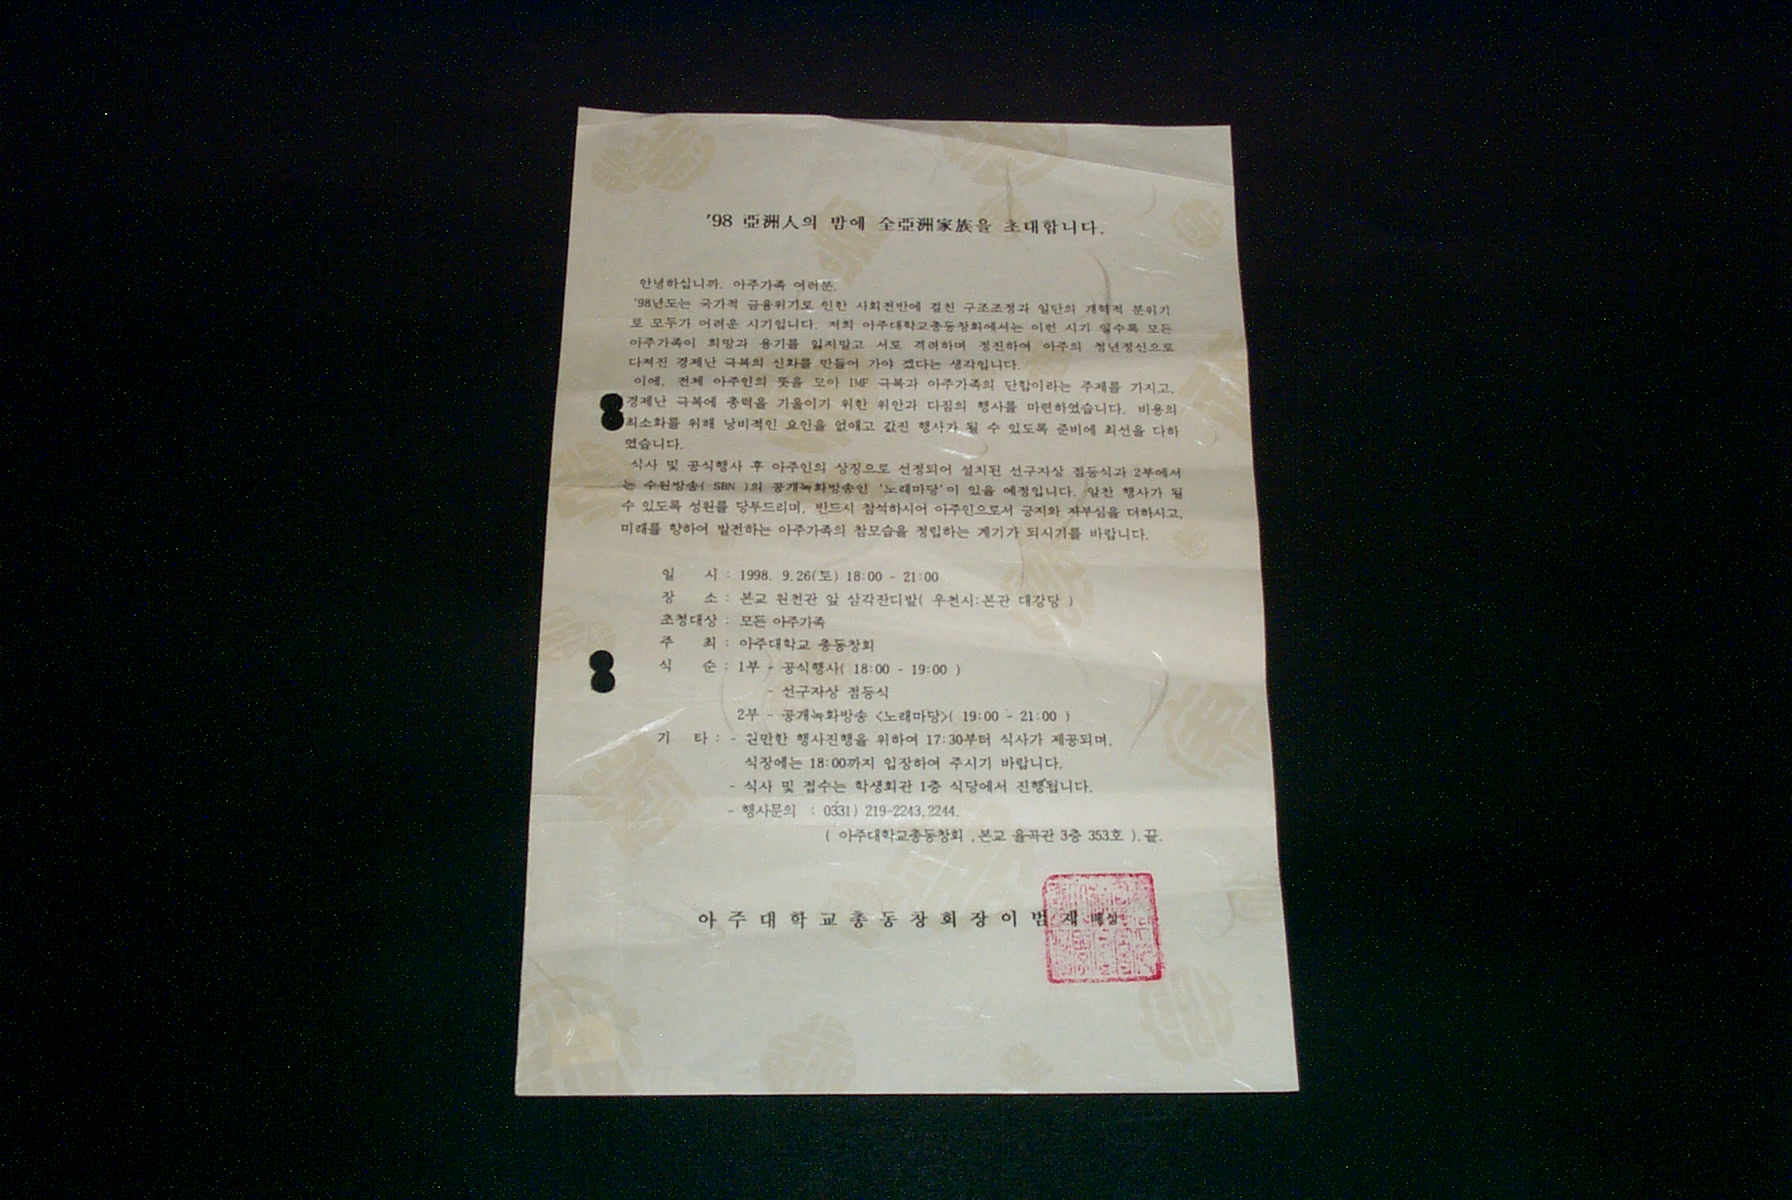 '98 亞洲人의 밤에 全亞洲家族을 초대합니다.
안녕하십니까. 아주가족 여러분.
'98년도는 국가적 금융위기로 인한 사회전반에 걸친 구조조정과 일단의 개혁적 분위기
로 모두가 어려운 시기입니다. 저희 아주대학교총동창회에서는 이런 시기 일수록 모든
아주가족이 희망과 용기를 잃지말고 서로 격려하며 정진하여 아주의 청년정신으로
다져진 경제난 극복의 신화를 만들어 가야 겠다는 생각입니다.
이에, 전체 아주인의 뜻을 모아 IMF 극복과 아주가족의 단합이라는 주제를 가지고,
경제난 극복에 총력을 기울이기 위한 위안과 다짐의 행사를 마련하였습니다. 비용의
최소화를 위해 낭비적인 요인을 없애고 값진 행사가 될 수 있도록 준비에 최선을 다하
였습니다.
식사 및 공식행사 후 아주인의 상징으로 선정되어 설치된 선구자상 점등식과 2부에서
는 수원방송( SBN )의 공개녹화방송인 '노래마당'이 있을 예정입니다. 알찬 행사가 될
수 있도록 성원를 당부드리며, 반드시 참석하시어 아주인으로서 긍지와 자부심을 더하시고,
미래를 향하여 발전하는 아주가족의 참모습을 정립하는 계기가 되시기를 바랍니다.
일 시 : 1998. 9.26(토) 18:00 - 21:00
장 소 : 본교 원천관 앞 삼각잔디밭( 우천시:본관 대강당 )
초청대상 : 모든 아주가족
주 최 : 아주대학교 총동창회
식 순 : 1부 - 공식행사( 18:00 - 19:00 )
- 선구자상 점등식
2부 - 공개녹화방송 <노래마당>( 19:00 - 21:00 )
기 타 : - 원만한 행사진행을 위하여 17:30부터 식사가 제공되며,
식장에는 18:00까지 입장하여 주시기 바랍니다.
- 식사 및 접수는 학생회관 1층 식당에서 진행됩니다.
- 행사문의 : 0331) 219-2243,2244.
( 아주대학교총동창회 , 본교 율곡관 3층 353호 ). 끝.
아 주 대 학 교 총 동 창 회 장 이 범 재 배상.